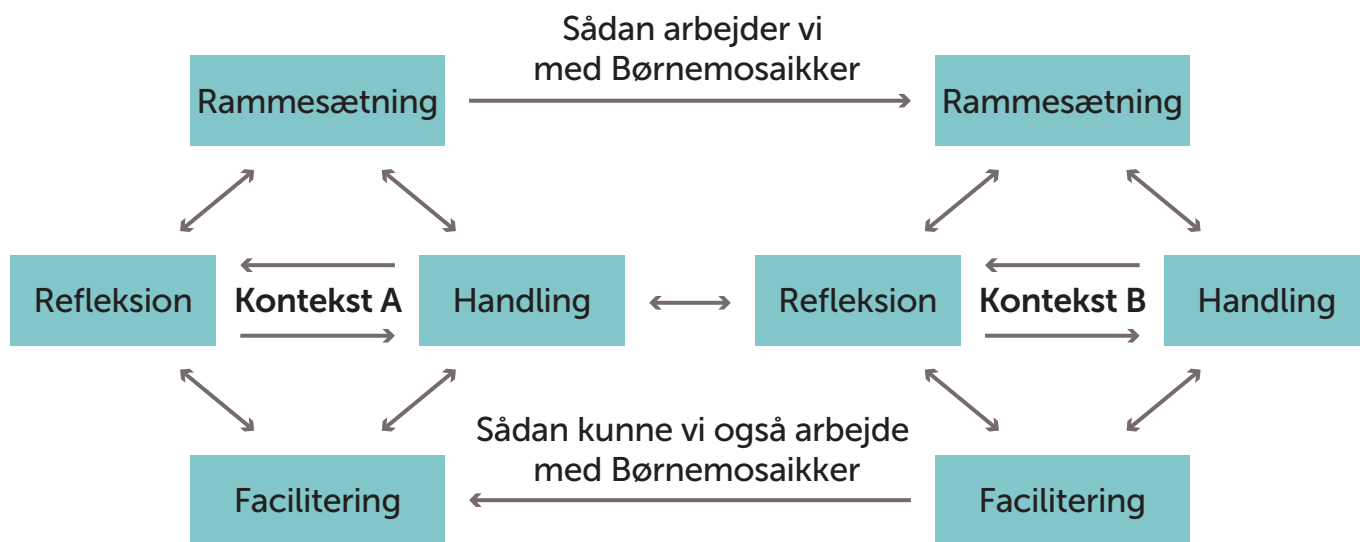 Sådan arbejder vi
med Børnemosaikker
Rammesætning
Rammesætning
Refleksion
Kontekst A
Handling
Refleksion
Kontekst B
Handling
Sådan kunne vi også arbejde
med Børnemosaikker
Facilitering
Facilitering